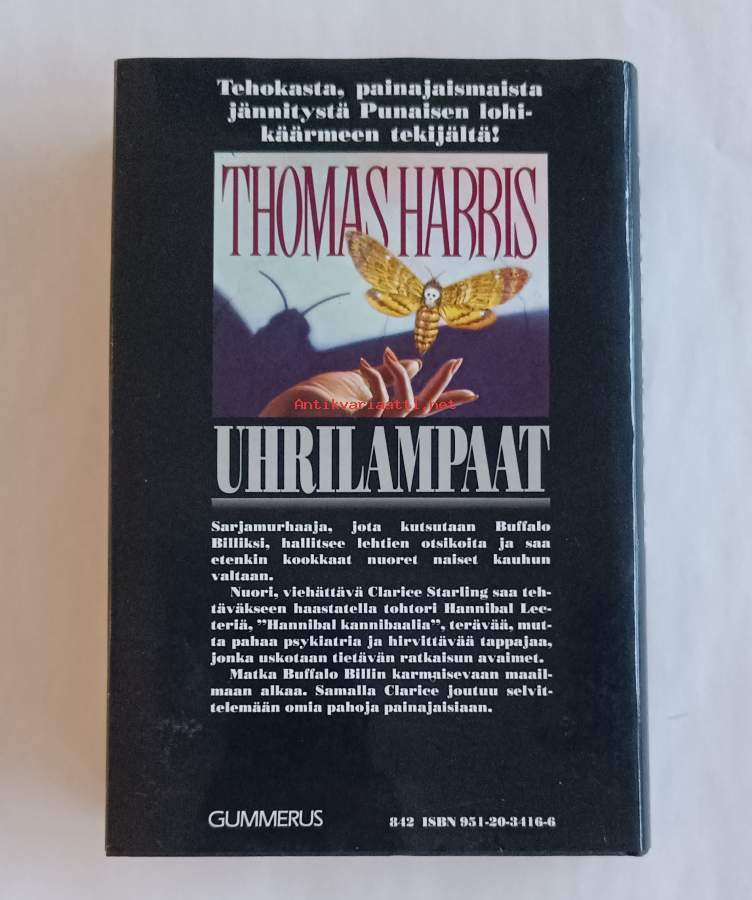 Tehokasta, painajaismaista
jännitystä Punaisen lohi-
käärmeen tekijältä!
THOMAS HARRIS
Antikvariaatti.net
UHRILAMPAAT
Sarjamurhaaja, jota kutsutaan Buffalo
Billiksi, hallitsee lehtien otsikoita ja saa
etenkin kookkaat nuoret naiset kauhun
valtaan.
Nuori, viehättävä Clarice Starling saa teh-
täväkseen haastatella tohtori Hannibal Lec-
teriä, ”Hannibal kannibaalia”, terävää, mut-
ta pahaa psykiatria ja hirvittävää tappajaa,
jonka uskotaan tietävän ratkaisun avaimet.
Matka Buffalo Billin karmaisevaan maail-
maan alkaa. Samalla Clarice joutuu selvit-
telemään omia pahoja painajaisiaan.
GUMMERUS
842 ISBN 951-20-3416-6